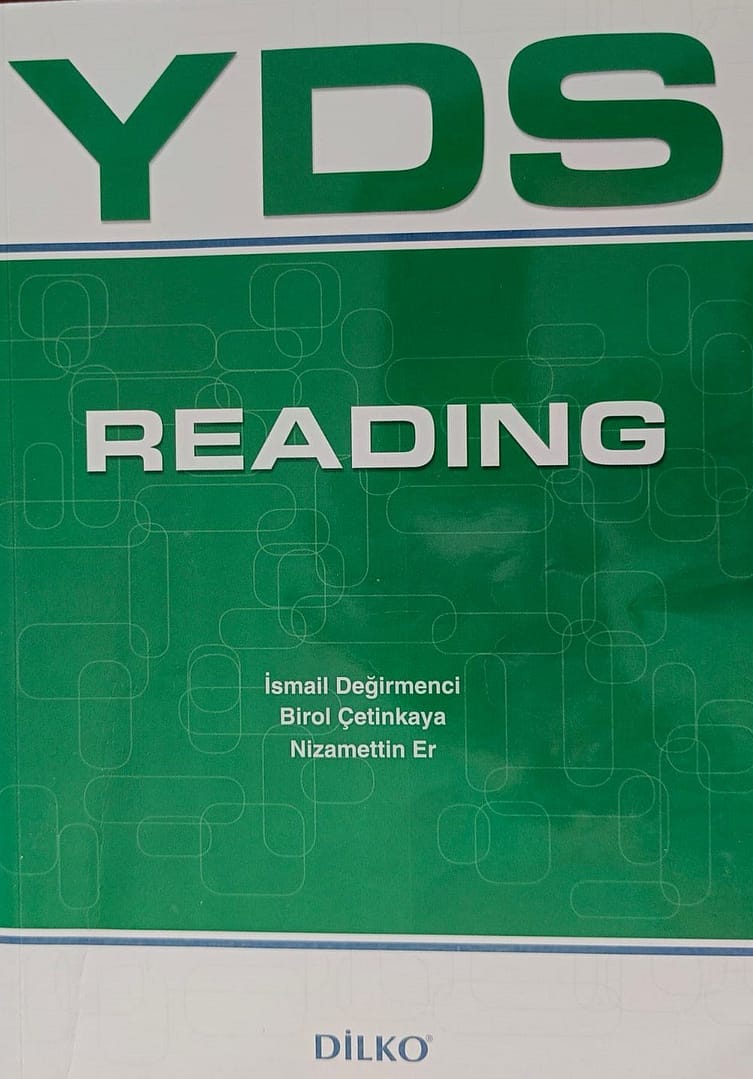 YDS
READING
İsmail Değirmenci
Birol Çetinkaya
Nizamettin Er
DİLKO®